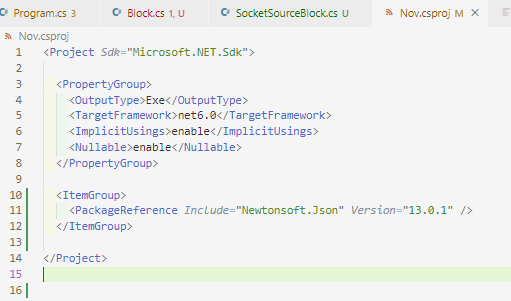 Program.cs 3 Block.cs 1, U SocketSourceBlock.cs U Nov.csproj M
Nov.csproj
1 <Project Sdk="Microsoft.NET.Sdk">
2
3 <PropertyGroup>
4 <OutputType>Exe</OutputType>
5 <TargetFramework>net6.0</TargetFramework>
6 <ImplicitUsings>enable</ImplicitUsings>
7 <Nullable>enable</Nullable>
8 </PropertyGroup>
9
10 <ItemGroup>
11 <PackageReference Include="Newtonsoft.Json" Version="13.0.1" />
12 </ItemGroup>
13
14 </Project>
15
16